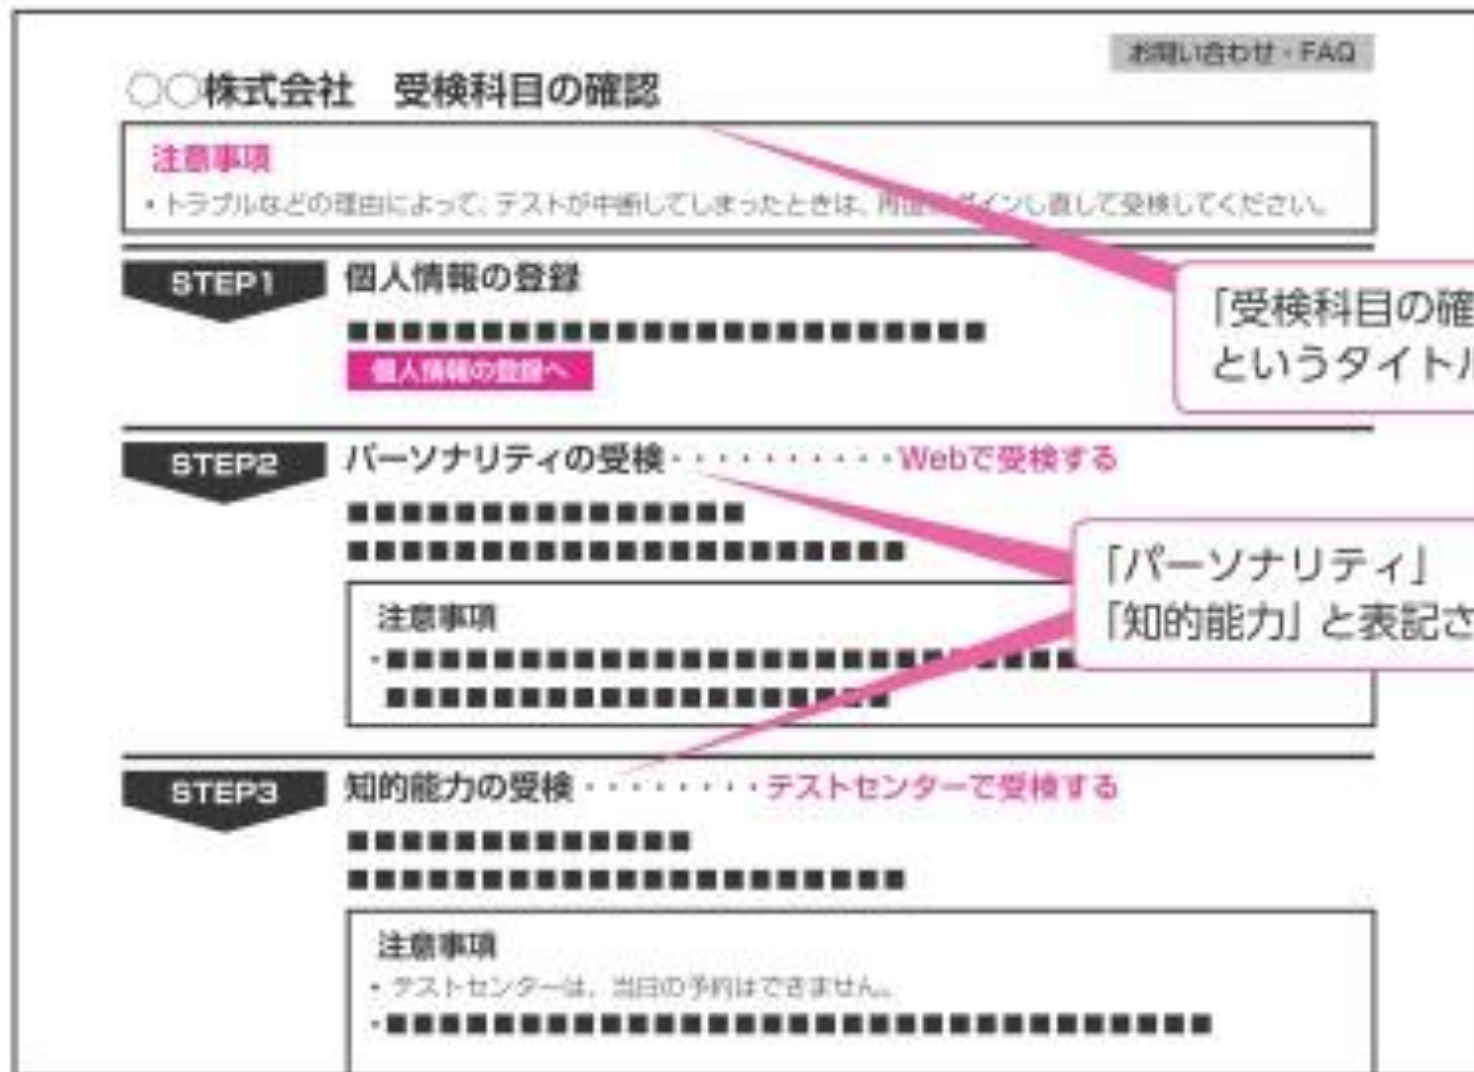 お問い合わせ・FAQ
○○株式会社 受検科目の確認
注意事項
・トラブルなどの理由によって、テストが中断してしまったときは、再度ログインし直して受検してください。
STEP1 個人情報の登録
■■■■■■■■■■■■■■■■■■■■■■■■
個人情報の登録へ
「受検科目の確
というタイトル
STEP2 パーソナリティの受検・・・・・・・・・・Webで受検する
■■■■■■■■■■■■■■■
■■■■■■■■■■■■■■■■■■■■■
「パーソナリティ」
「知的能力」と表記さ
注意事項
・■■■■■■■■■■■■■■■■■■■■■■■■■■
■■■■■■■■■■■■■■■■■■■
STEP3 知的能力の受検・・・・・・・・テストセンターで受検する
■■■■■■■■■■■■■
■■■■■■■■■■■■■■■■■■■■■
注意事項
・テストセンターは、当日の予約はできません。
・■■■■■■■■■■■■■■■■■■■■■■■■■■■■■■■